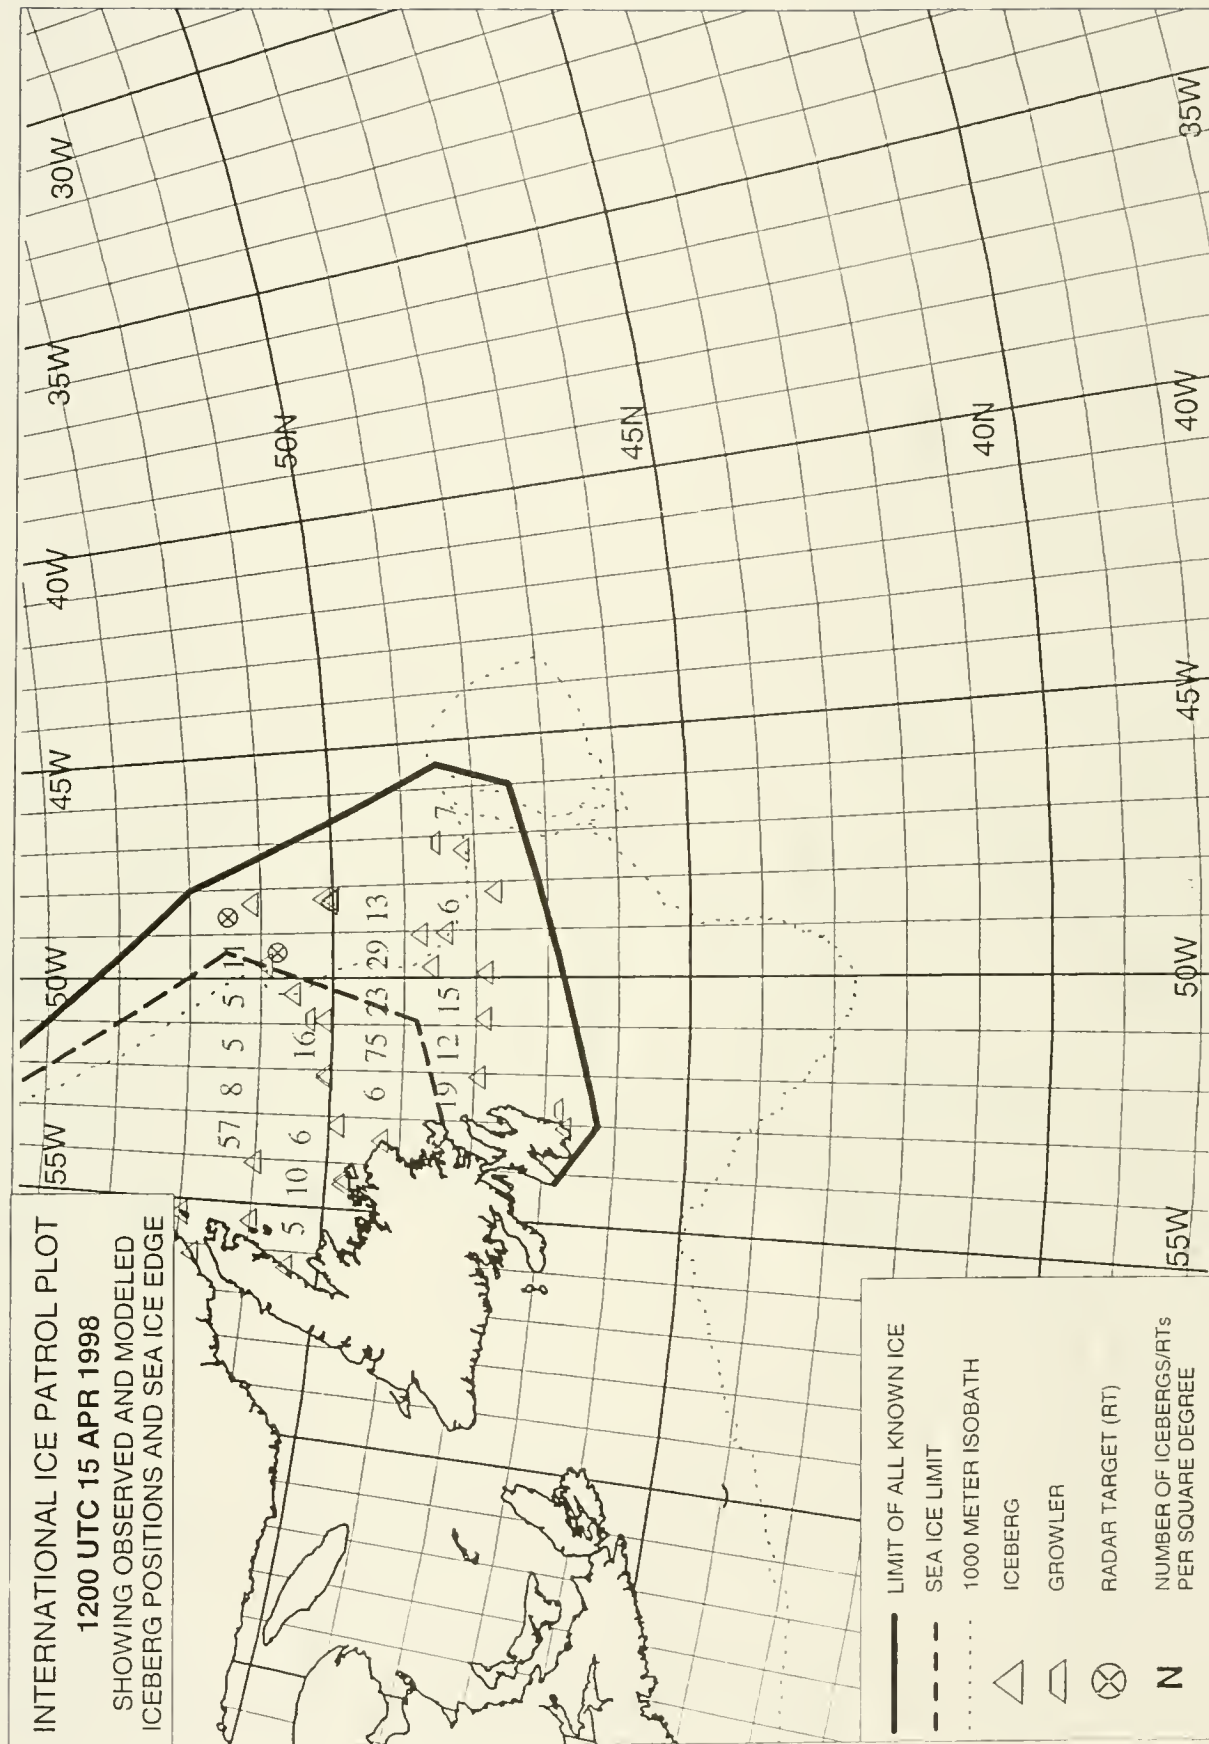 INTERNATIONAL ICE PATROL PLOT
1200 UTC 15 APR 1998
SHOWING OBSERVED AND MODELED
ICEBERG POSITIONS AND SEA ICE EDGE
55W
50W
45W
40W
35W
30W
50N
45N
40N
57 8 5 5
5 10 6 16
6 75 23 29 13
19 12 15 6 7
55W
50W
45W
40W
35W
LIMIT OF ALL KNOWN ICE
SEA ICE LIMIT
1000 METER ISOBATH
ICEBERG
GROWLER
RADAR TARGET (RT)
N NUMBER OF ICEBERGS/RTs
PER SQUARE DEGREE